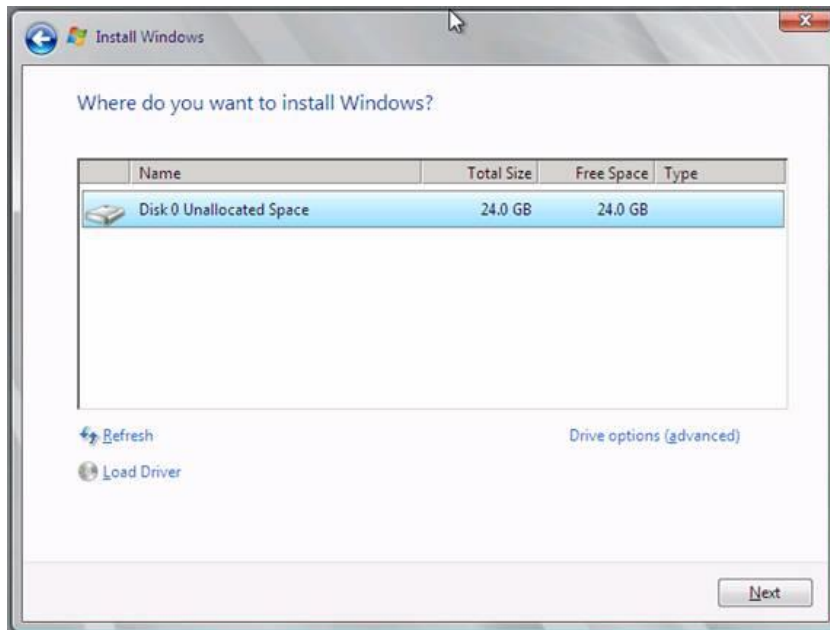 Install Windows
Where do you want to install Windows?
Name Total Size Free Space Type
Disk 0 Unallocated Space 24.0 GB 24.0 GB
Refresh Drive options (advanced)
Load Driver
Next